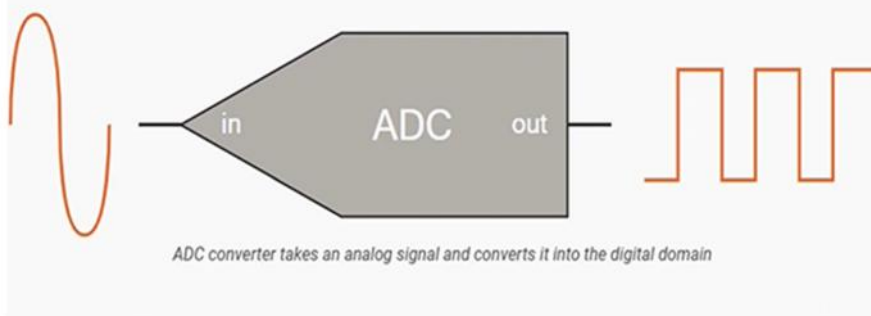 in ADC out
ADC converter takes an analog signal and converts it into the digital domain